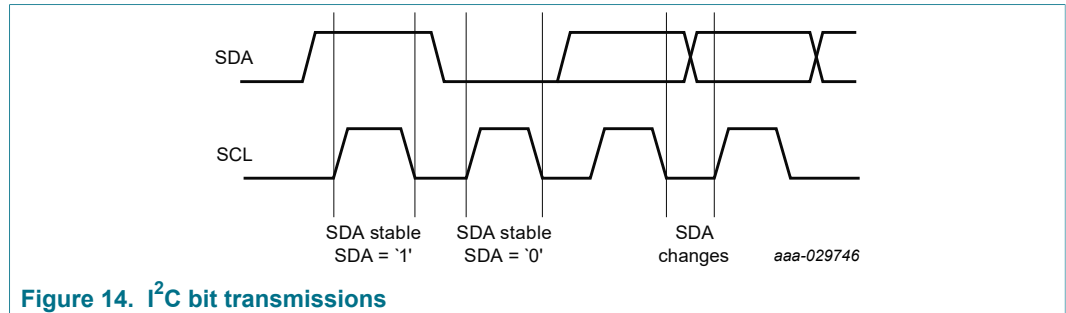 SDA
SCL
SDA stable
SDA = `1'
SDA stable
SDA = `0'
SDA
changes
aaa-029746
Figure 14. I²C bit transmissions